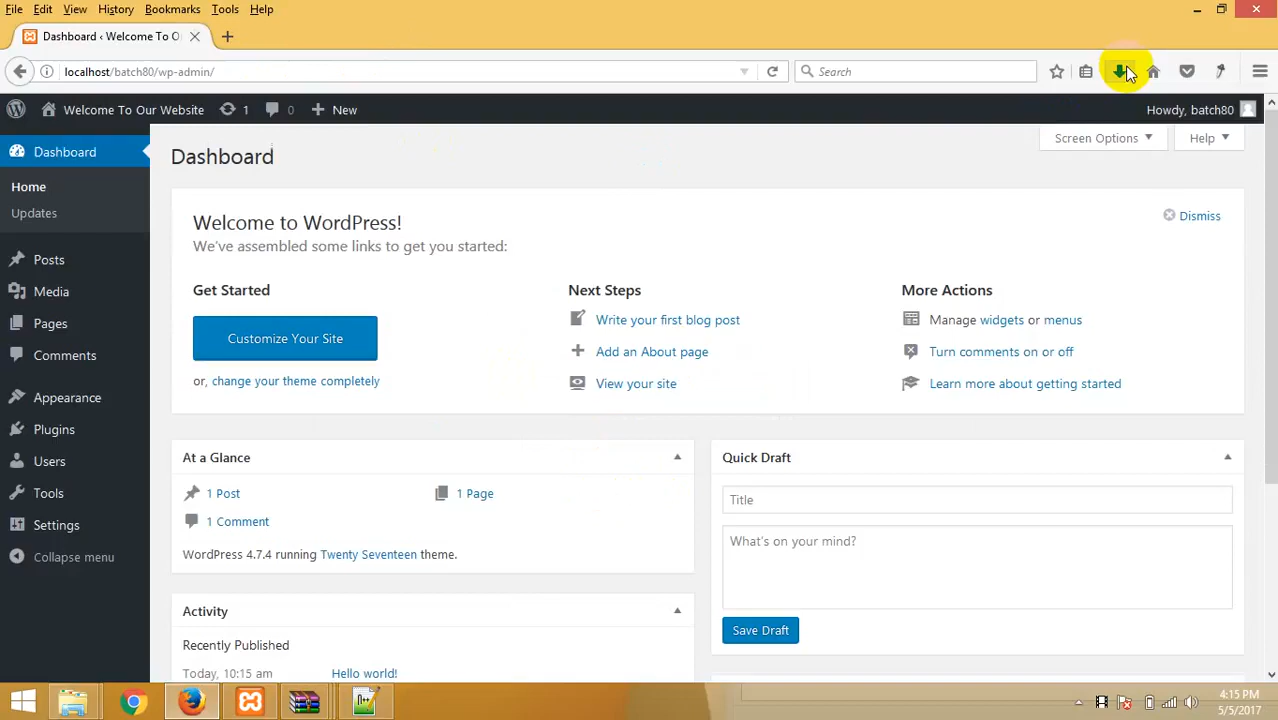 File Edit View History Bookmarks Tools Help
Dashboard ‹ Welcome To O
localhost/batch80/wp-admin/
Search
Welcome To Our Website 1 0 New
Howdy, batch80
Dashboard
Home
Updates
Posts
Media
Pages
Comments
Appearance
Plugins
Users
Tools
Settings
Collapse menu
Screen Options
Help
Dashboard
Welcome to WordPress!
We've assembled some links to get you started:
Dismiss
Get Started
Customize Your Site
or, change your theme completely
Next Steps
Write your first blog post
Add an About page
View your site
More Actions
Manage widgets or menus
Turn comments on or off
Learn more about getting started
At a Glance
1 Post
1 Page
1 Comment
WordPress 4.7.4 running Twenty Seventeen theme.
Activity
Recently Published
Today, 10:15 am Hello world!
Quick Draft
Title
What's on your mind?
Save Draft
4:15 PM
5/5/2017